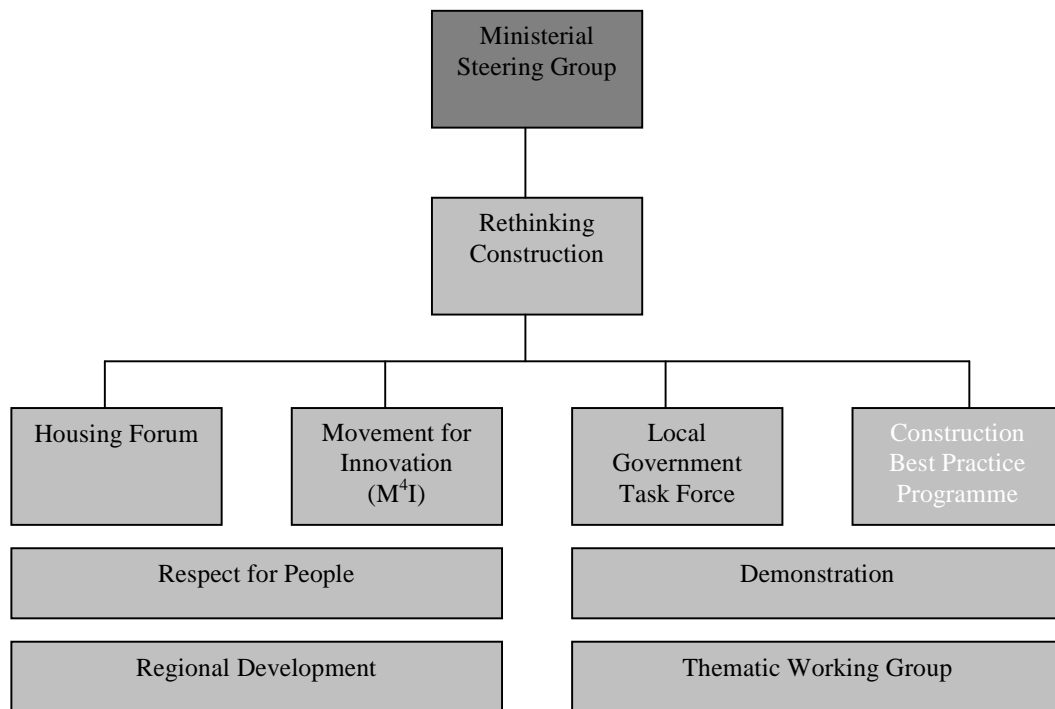 Ministerial
Steering Group
Rethinking
Construction
Housing Forum
Movement for
Innovation
(M⁴I)
Local
Government
Task Force
Construction
Best Practice
Programme
Respect for People
Demonstration
Regional Development
Thematic Working Group